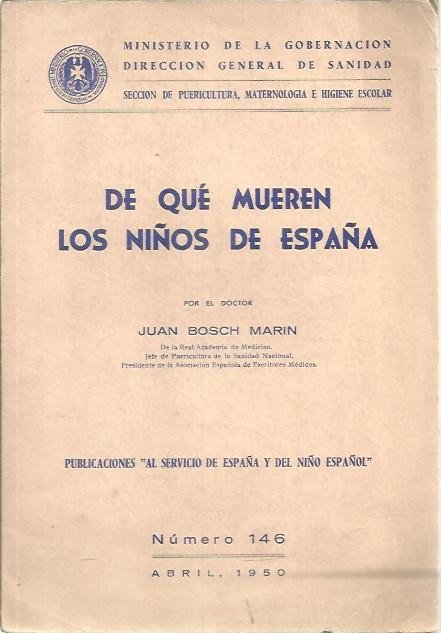 MINISTERIO DE LA GOBERNACION
DIRECCION GENERAL DE SANIDAD
SECCION DE PUERICULTURA, MATERNOLOGIA E HIGIENE ESCOLAR
DE QUÉ MUEREN
LOS NIÑOS DE ESPAÑA
POR EL DOCTOR
JUAN BOSCH MARIN
De la Real Academia de Medicina.
Jefe de Puericultura de la Sanidad Nacional.
Presidente de la Asociación Española de Escritores Médicos.
PUBLICACIONES "AL SERVICIO DE ESPAÑA Y DEL NIÑO ESPAÑOL"
Número 146
ABRIL, 1950